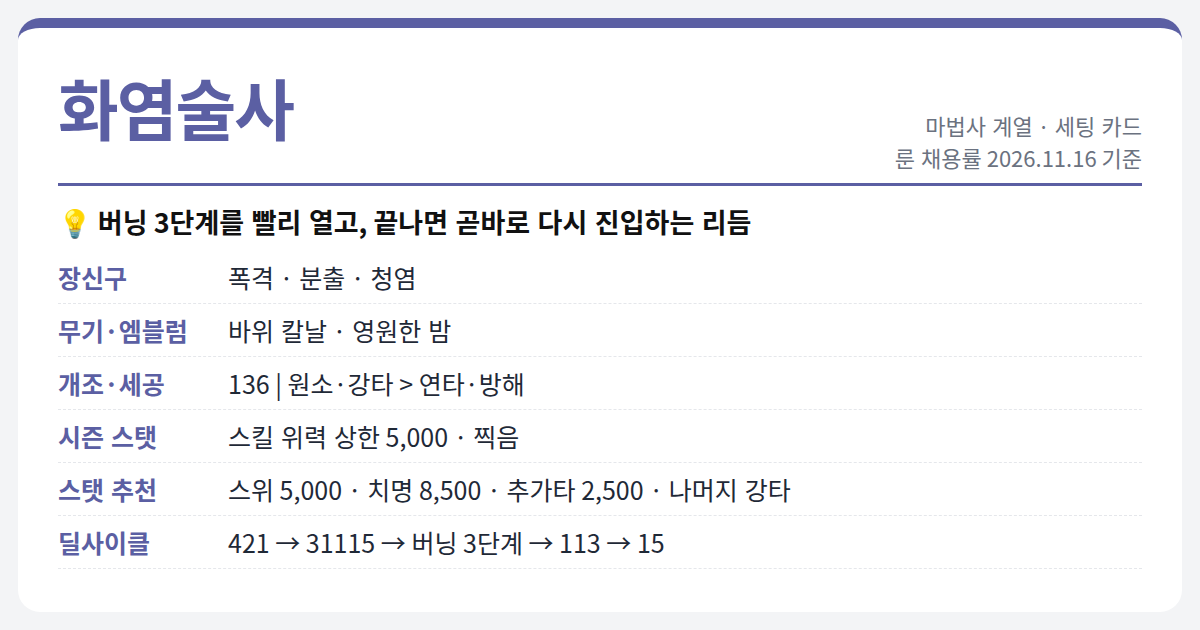 화염술사
마법사 계열 · 세팅 카드
룬 채용률 2026.11.16 기준
💡 버닝 3단계를 빨리 열고, 끝나면 곧바로 다시 진입하는 리듬
장신구 폭격 · 분출 · 청염
무기·엠블럼 바위 칼날 · 영원한 밤
개조·세공 136 | 원소·강타 > 연타·방해
시즌 스탯 스킬 위력 상한 5,000 · 찍음
스탯 추천 스위 5,000 · 치명 8,500 · 추가타 2,500 · 나머지 강타
딜사이클 421 → 31115 → 버닝 3단계 → 113 → 15